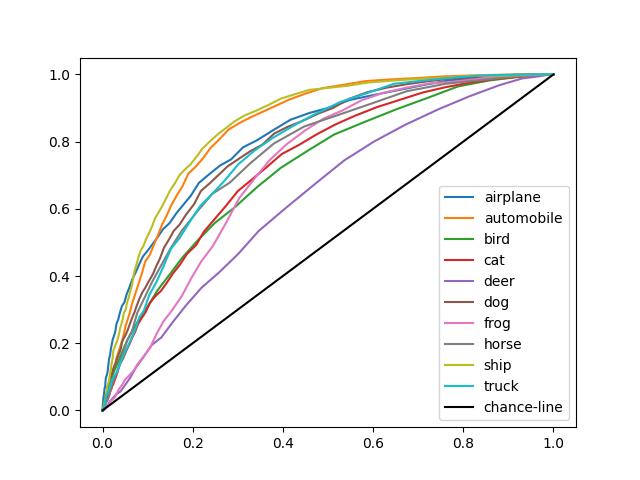 1.0
0.8
0.6
0.4
0.2
0.0
0.0 0.2 0.4 0.6 0.8 1.0
airplane
automobile
bird
cat
deer
dog
frog
horse
ship
truck
chance-line